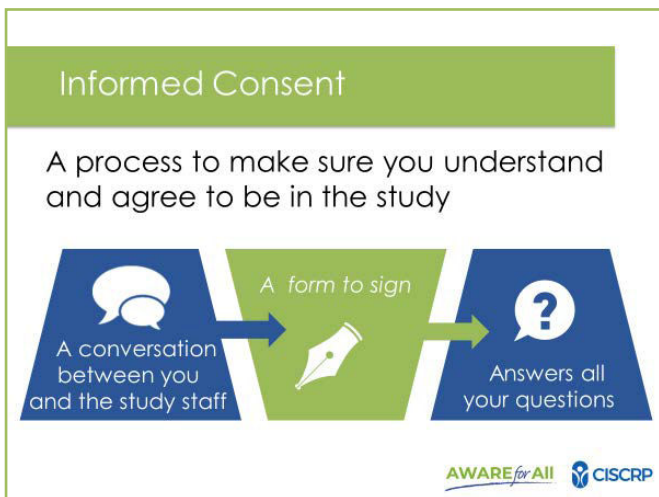 Informed Consent
A process to make sure you understand
and agree to be in the study
A conversation
between you
and the study staff
A form to sign
?
Answers all
your questions
AWARE for All
CISCRP